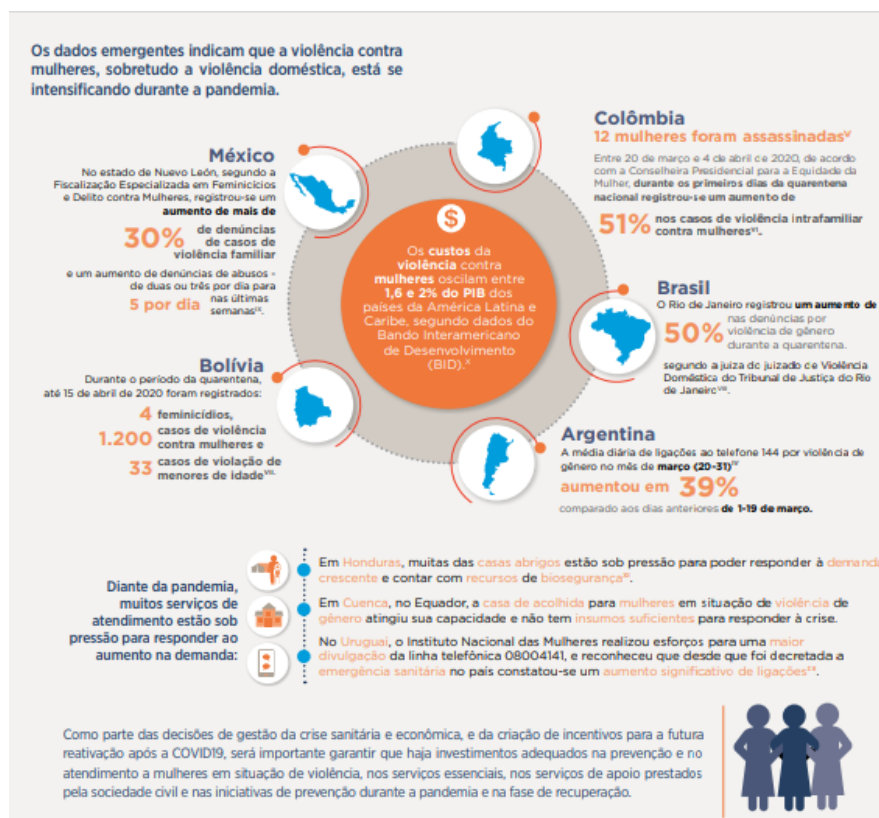 Os dados emergentes indicam que a violência contra
mulheres, sobretudo a violência doméstica, está se
intensificando durante a pandemia.
México
No estado de Nuevo León, segundo a
Fiscalização Especializada em Feminicícios
e Delito contra Mulheres, registrou-se um
aumento de mais de
30% de denúncias
de casos de
violência familiar
e um aumento de denúncias de abusos -
de duas ou três por dia para
5 por dia nas últimas
semanas
Colômbia
12 mulheres foram assassinadas
Entre 20 de março e 4 de abril de 2020, de acordo
com a Conselheira Presidencial para a Equidade da
Mulher, durante os primeiros dias da quarentena
nacional registrou-se um aumento de
51% nos casos de violência intrafamiliar
contra mulheres
$
Os custos da
violência contra
mulheres oscilam entre
1,6 e 2% do PIB dos
países da América Latina e
Caribe, segundo dados do
Bando Interamericano
de Desenvolvimento
(BID).X
Brasil
O Rio de Janeiro registrou um aumento de
50% nas denúncias por
violência de gênero
durante a quarentena.
segundo a juiza do juizado de Violência
Doméstica do Tribunal de Justiça do Rio
de Janeiro
Bolívia
Durante o período da quarentena,
até 15 de abril de 2020 foram registrados:
4 feminicídios,
1.200 casos de violência
contra mulheres e
33 casos de violação de
menores de idade
Argentina
A média diária de ligações ao telefone 144 por violência de
gênero no mês de março (20-31)IV
aumentou em 39%
comparado aos dias anteriores de 1-19 de março.
Diante da pandemia,
muitos serviços de
atendimento estão sob
pressão para responder ao
aumento na demanda:
Em Honduras, muitas das casas abrigos estão sob pressão para poder responder à demanda
crescente e contar com recursos de biosegurança
Em Cuenca, no Equador, a casa de acolhida para mulheres em situação de violência de
gênero atingiu sua capacidade e não tem insumos suficientes para responder à crise.
No Uruguai, o Instituto Nacional das Mulheres realizou esforços para uma maior
divulgação da linha telefônica 08004141, e reconheceu que desde que foi decretada a
emergência sanitária no país constatou-se um aumento significativo de ligações
Como parte das decisões de gestão da crise sanitária e econômica, e da criação de incentivos para a futura
reativação após a COVID19, será importante garantir que haja investimentos adequados na prevenção e no
atendimento a mulheres em situação de violência, nos serviços essenciais, nos serviços de apoio prestados
pela sociedade civil e nas iniciativas de prevenção durante a pandemia e na fase de recuperação.